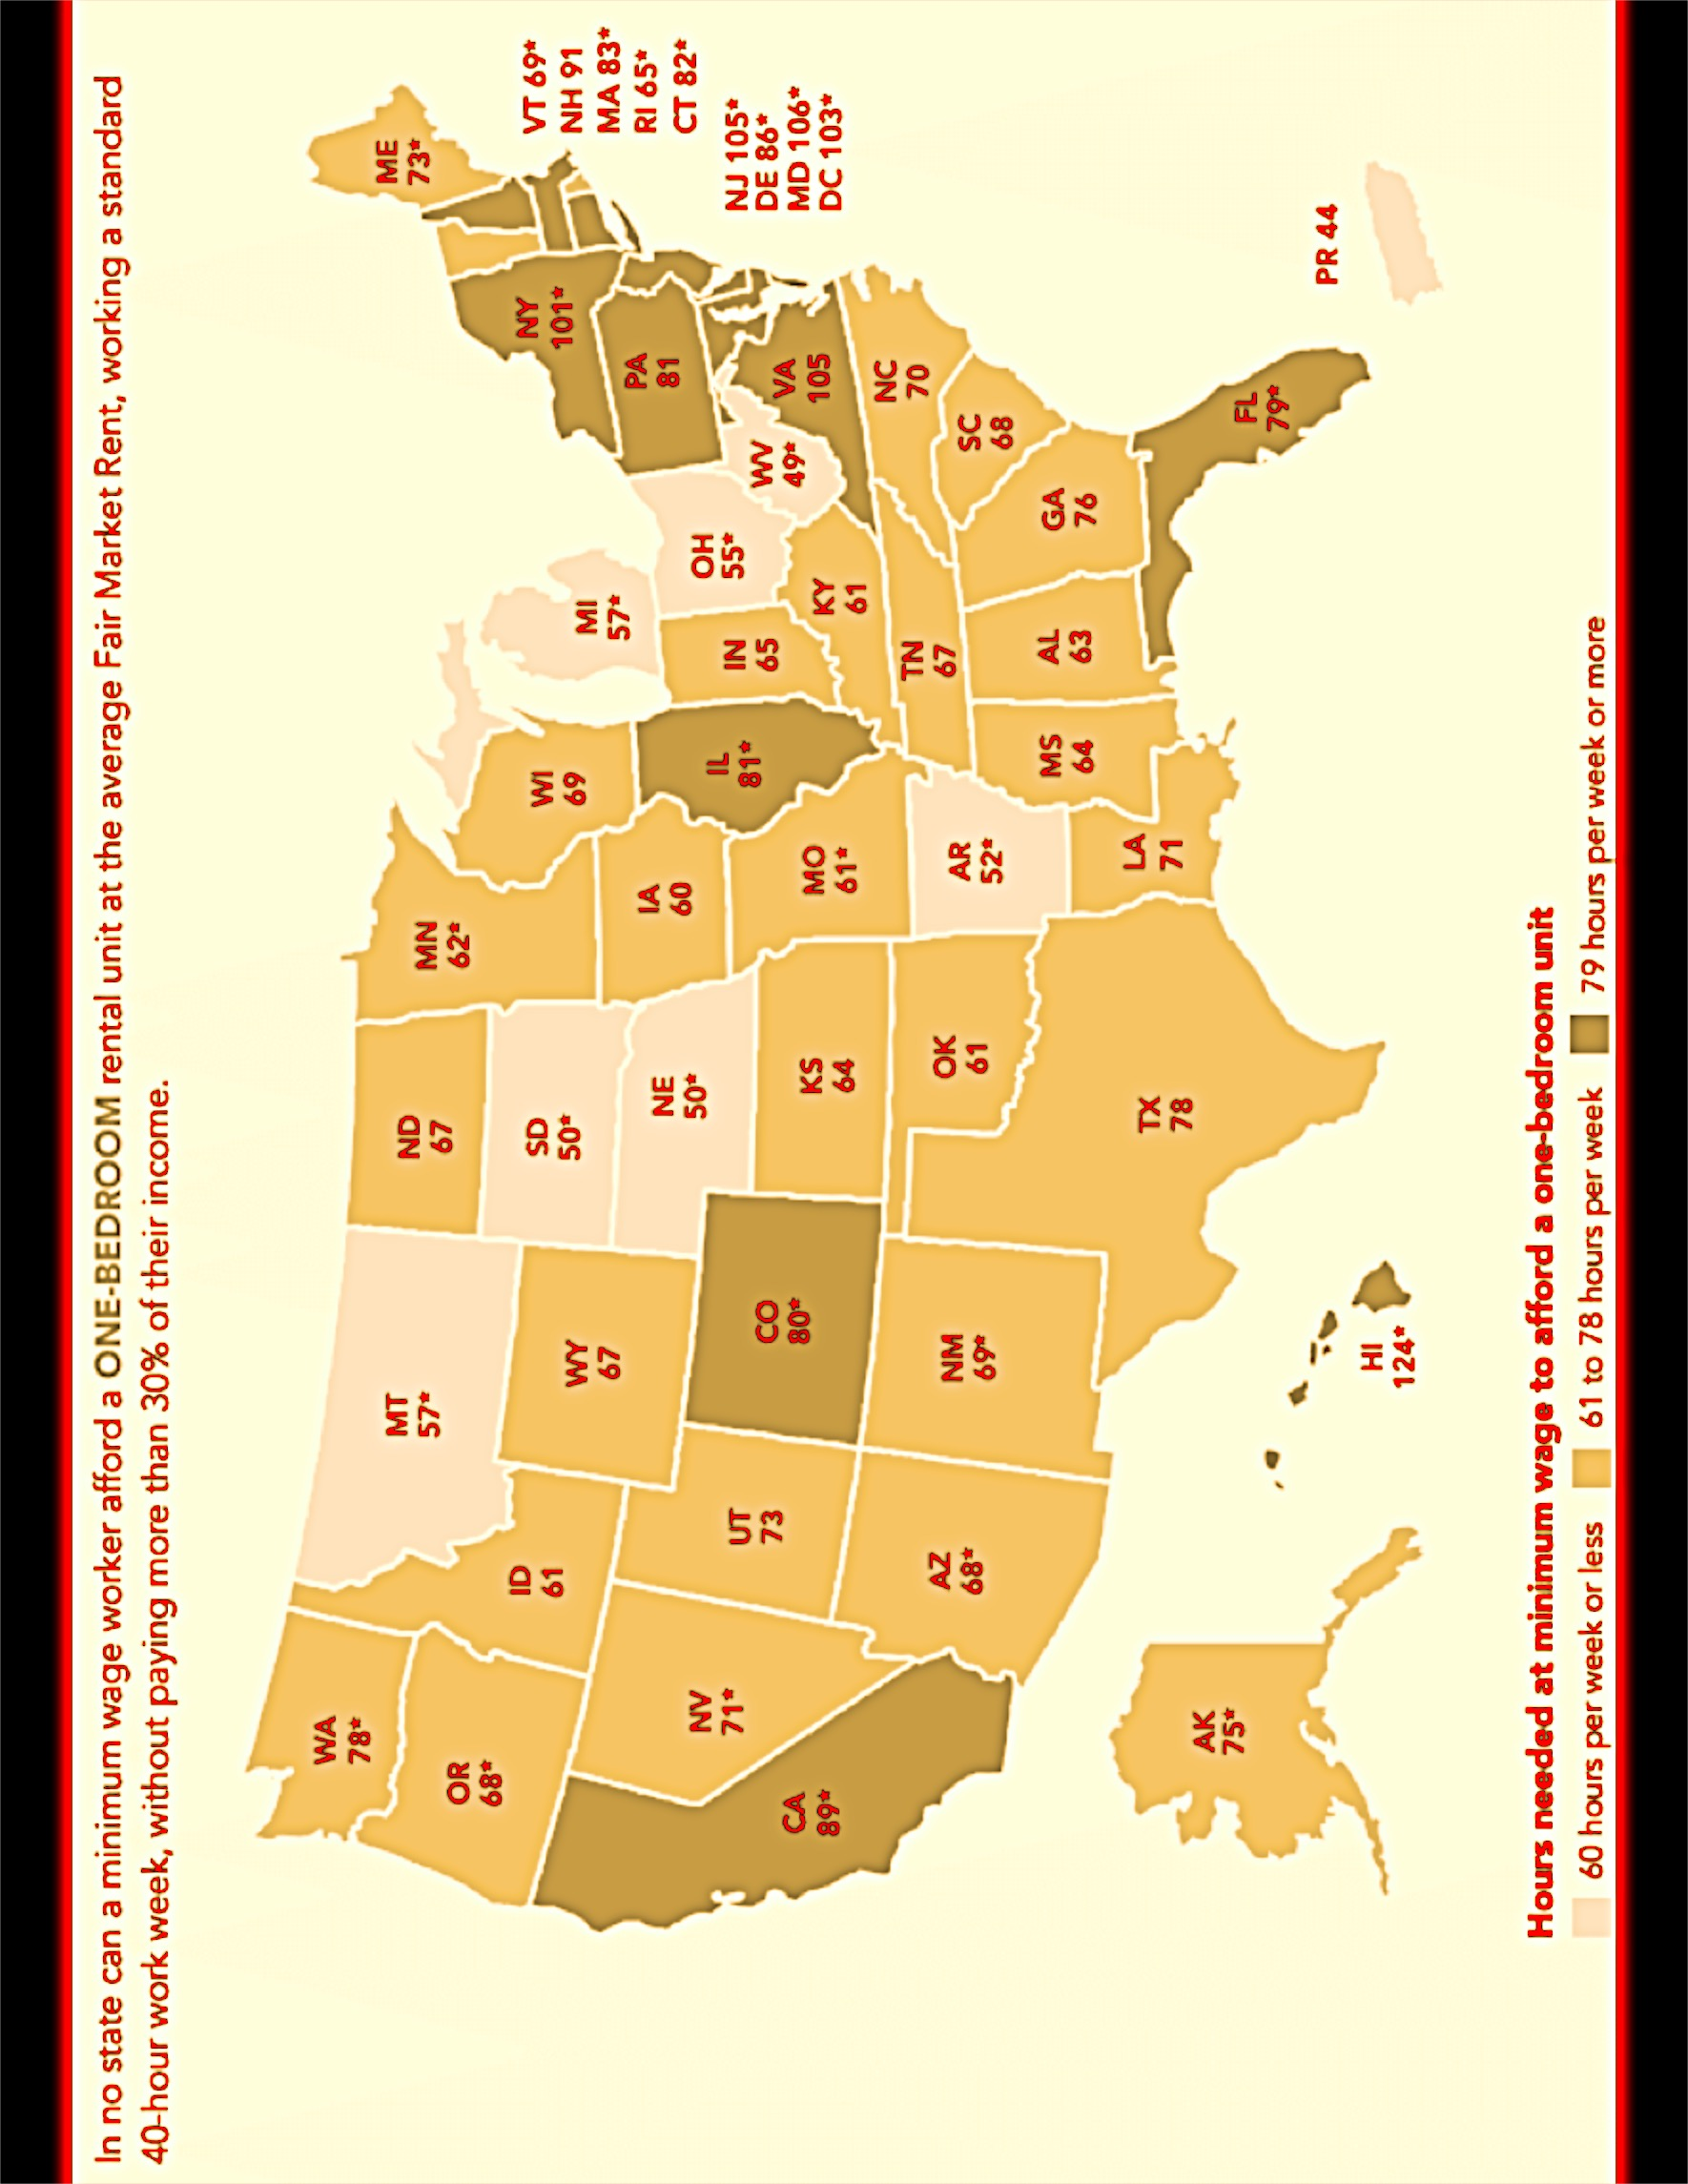 In no state can a minimum wage worker afford a ONE-BEDROOM rental unit at the average Fair Market Rent, working a standard
40-hour work week, without paying more than 30% of their income.
WA
78*
OR
68*
CA
89*
NV
71*
ID
61
MT
57*
WY
67
UT
73
AZ
68*
CO
80*
NM
69*
ND
67
SD
50*
NE
50*
KS
64
OK
61
TX
78
MN
62*
IA
60
MO
61*
AR
52*
LA
71
WI
69
IL
81*
MS
64
MI
57*
IN
65
KY
61
TN
67
AL
63
OH
55*
WV
49*
GA
76
FL
79*
SC
68
NC
70
VA
105
PA
81
NY
101*
ME
73*
VT 69*
NH 91
MA 83*
RI 65*
CT 82*
NJ 105*
DE 86*
MD 106*
DC 103*
PR 44
AK
75*
HI
124*
Hours needed at minimum wage to afford a one-bedroom unit
60 hours per week or less 61 to 78 hours per week 79 hours per week or more